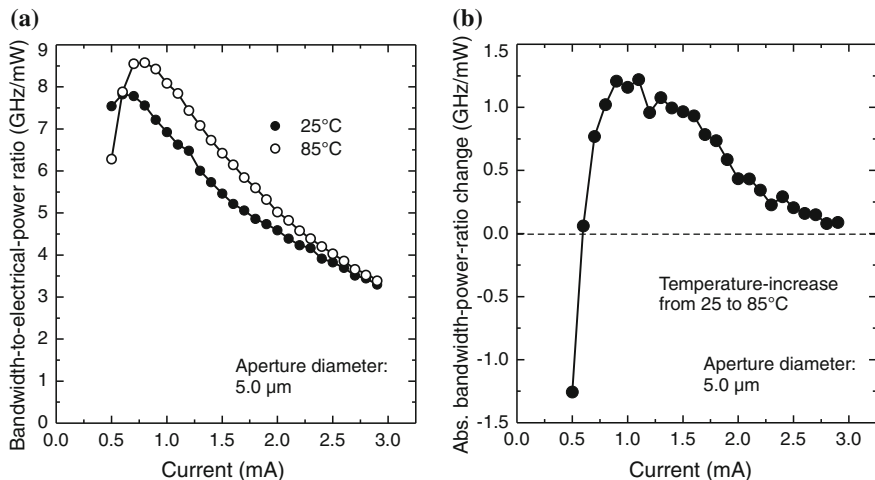 (a)
Bandwidth-to-electrical-power ratio (GHz/mW)
9
8
7
6
5
4
3
2
1
0
25°C
85°C
Aperture diameter:
5.0 µm
0.0 0.5 1.0 1.5 2.0 2.5 3.0
Current (mA)
(b)
Abs. bandwidth-power-ratio change (GHz/mW)
1.5
1.0
0.5
0.0
-0.5
-1.0
-1.5
Temperature-increase
from 25 to 85°C
Aperture diameter:
5.0 µm
0.0 0.5 1.0 1.5 2.0 2.5 3.0
Current (mA)